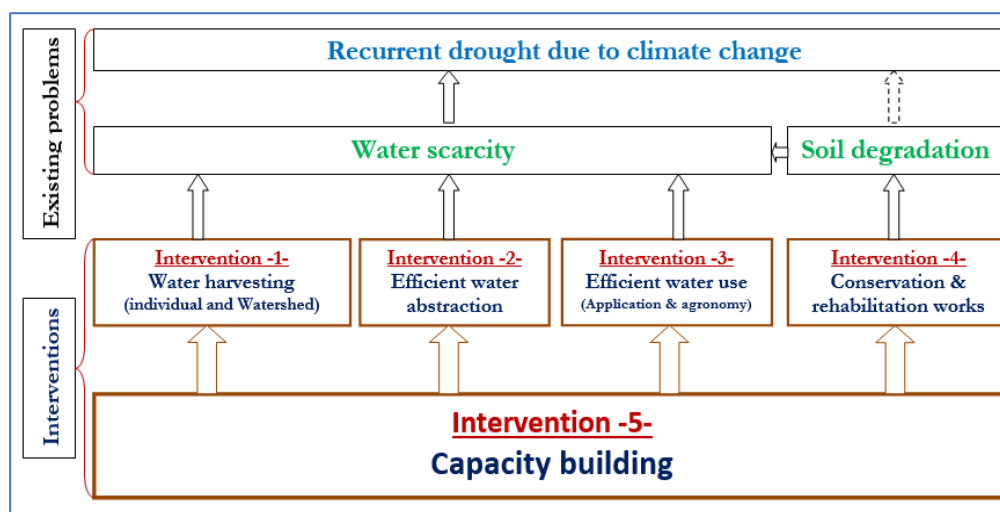 Existing problems
Recurrent drought due to climate change
Water scarcity
Soil degradation
Interventions
Intervention -1-
Water harvesting
(individual and Watershed)
Intervention -2-
Efficient water
abstraction
Intervention -3-
Efficient water use
(Application & agronomy)
Intervention -4-
Conservation &
rehabilitation works
Intervention -5-
Capacity building